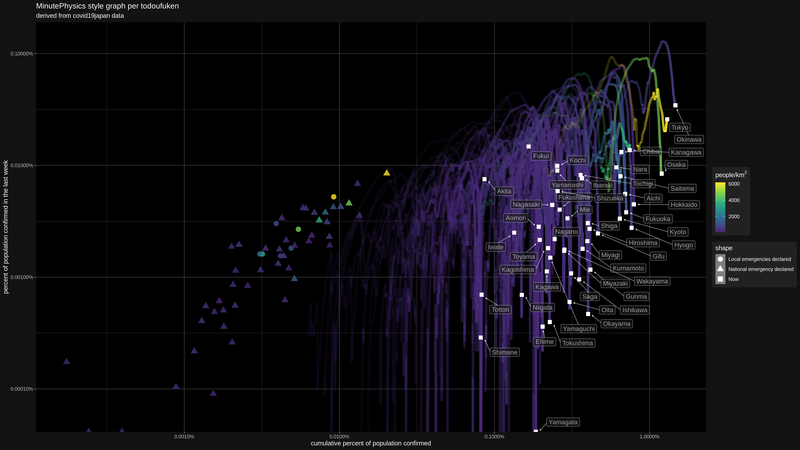 MinutePhysics style graph per todoufuken
derived from covid19japan data
percent of population confirmed in the last week
0.10000%
0.01000%
0.00100%
0.00010%
0.0010%
0.0100%
0.1000%
1.0000%
cumulative percent of population confirmed
Tokyo
Okinawa
Chiba
Kanagawa
Fukui
Kochi
Osaka
Nara
Akita
Yamanashi
Ibaraki
Tochigi
Saitama
Fukushima
Shizuoka
Aichi
Nagasaki
Mie
Hokkaido
Aomori
Fukuoka
Shiga
Nagano
Kyoto
Iwate
Hiroshima
Hyogo
Toyama
Miyagi
Gifu
Kagoshima
Kumamoto
Kagawa
Miyazaki
Wakayama
Saga
Gunma
Tottori
Niigata
Oita
Ishikawa
Okayama
Yamaguchi
Ehime
Tokushima
Shimane
Yamagata
people/km²
6000
4000
2000
shape
Local emergencies declared
National emergency declared
Now